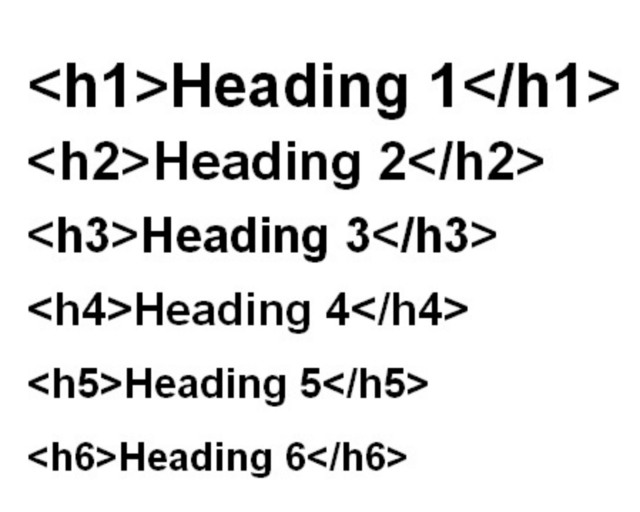 <h1>Heading 1</h1>
<h2>Heading 2</h2>
<h3>Heading 3</h3>
<h4>Heading 4</h4>
<h5>Heading 5</h5>
<h6>Heading 6</h6>